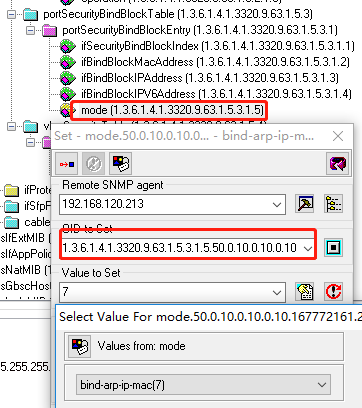 portSecurityBindBlockTable (1.3.6.1.4.1.3320.9.63.1.5.3)
portSecurityBindBlockEntry (1.3.6.1.4.1.3320.9.63.1.5.3.1)
ifSecurityBindBlockIndex (1.3.6.1.4.1.3320.9.63.1.5.3.1.1)
ifBindBlockMacAddress (1.3.6.1.4.1.3320.9.63.1.5.3.1.2)
ifBindBlockIPAddress (1.3.6.1.4.1.3320.9.63.1.5.3.1.3)
ifBindBlockIPV6Address (1.3.6.1.4.1.3320.9.63.1.5.3.1.4)
mode (1.3.6.1.4.1.3320.9.63.1.5.3.1.5)
Set - mode.50.0.10.0.10.0... - bind-arp-ip-m...
Remote SNMP agent
192.168.120.213
OID to Set
1.3.6.1.4.1.3320.9.63.1.5.3.1.5.50.0.10.0.10.0.10
Value to Set
7
ifProte
ifSfpF
cable
slIfExtMIB (1
slAppPolic
sNatMIB (1.
sGbscHost
Select Value For mode.50.0.10.0.10.0.10.167772161.2
Values from: mode
5.255.255.
bind-arp-ip-mac(7)